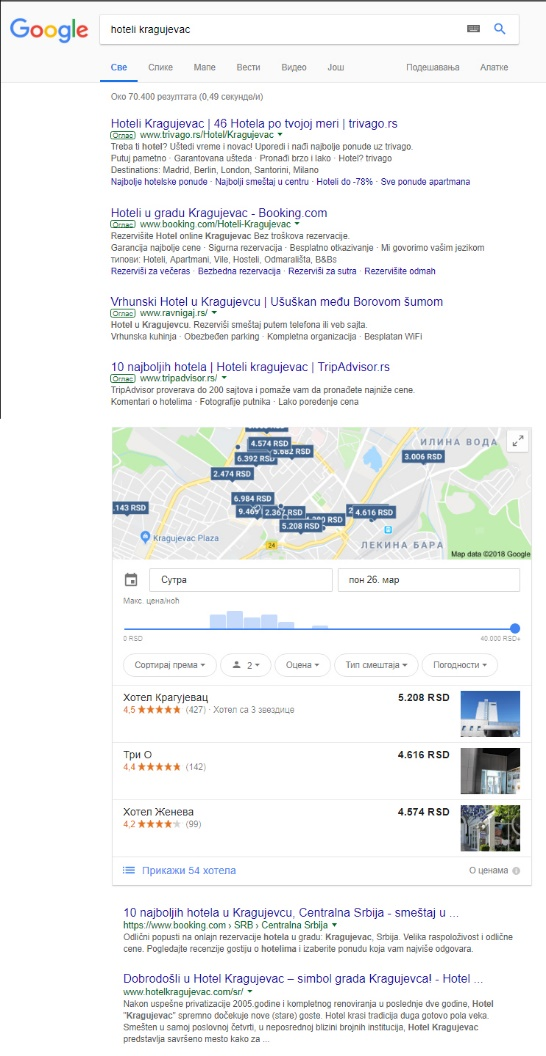 Google
hoteli kragujevac
Све Слике Мапе Вести Видео Још Подешавања Алатке
Око 70.400 резултата (0,49 секунде/и)
Hoteli Kragujevac | 46 Hotela po tvojoj meri | trivago.rs
Оглас www.trivago.rs/Hotel/Kragujevac
Treba ti hotel? Uštedi vreme i novac! Uporedi i nađi najbolje ponude uz trivago.
Putuj pametno · Garantovana ušteda · Pronađi brzo i lako · Hotel? trivago
Destinations: Madrid, Berlin, London, Santorini, Milano
Najbolje hotelske ponude · Najbolji smeštaj u centru · Hoteli do -78% · Sve ponude apartmana
Hoteli u gradu Kragujevac - Booking.com
Оглас www.booking.com/Hoteli-Kragujevac
Rezervišite Hotel online Kragujevac Bez troškova rezervacije.
Garancija najbolje cene · Sigurna rezervacija · Besplatno otkazivanje · Mi govorimo vašim jezikom
типови: Hoteli, Apartmani, Vile, Hosteli, Odmarališta, B&Bs
Rezerviši za večeras · Bezbedna rezervacija · Rezerviši za sutra · Rezervišite odmah
Vrhunski Hotel u Kragujevcu | Ušuškan među Borovom šumom
Оглас www.ravnigaj.rs/
Hotel u Kragujevcu. Rezerviši smeštaj putem telefona ili veb sajta.
Vrhunska kuhinja · Obezbeđen parking · Kompletna organizacija · Besplatan WiFi
10 najboljih hotela | Hoteli kragujevac | TripAdvisor.rs
Оглас www.tripadvisor.rs/
TripAdvisor proverava do 200 sajtova i pomaže vam da pronađete najniže cene.
Komentari o hotelima · Fotografije putnika · Lako poređenje cena
4.574 RSD
5.682 RSD
6.392 RSD
ИЛИНА ВОДА
3.006 RSD
2.474 RSD
6.984 RSD
.143 RSD
9.469
2.367
4.616 RSD
5.208 RSD
Kragujevac Plaza
24
ЛЕКИНА БАРА
Map data ©2018 Google
Сутра пон 26. мар
Макс. цена/ноћ
0 RSD 40.000 RSD+
Сортирај према 2 Оцена Тип смештаја Погодности
Хотел Крагујевац 5.208 RSD
4,5 (427) · Хотел са 3 звездице
Три О 4.616 RSD
4,4 (142)
Хотел Женева 4.574 RSD
4,2 (99)
Прикажи 54 хотела О ценама
10 najboljih hotela u Kragujevcu, Centralna Srbija - smeštaj u ...
https://www.booking.com › SRB › Centralna Srbija
Odlični popusti na onlajn rezervacije hotela u gradu: Kragujevac, Srbija. Velika raspoloživost i odlične
cene. Pogledajte recenzije gostiju o hotelima i izaberite ponudu koja vam najviše odgovara.
Dobrodošli u Hotel Kragujevac – simbol grada Kragujevca! - Hotel ...
www.hotelkragujevac.com/sr/
Nakon uspešne privatizacije 2005.godine i kompletnog renoviranja u poslednje dve godine, Hotel
"Kragujevac" spremno dočekuje nove (stare) goste. Hotel krasi tradicija duga gotovo pola veka.
Smešten u samoj poslovnoj četvrti, u neposrednoj blizini brojnih institucija, Hotel Kragujevac
predstavlja savršeno mesto kako za ...